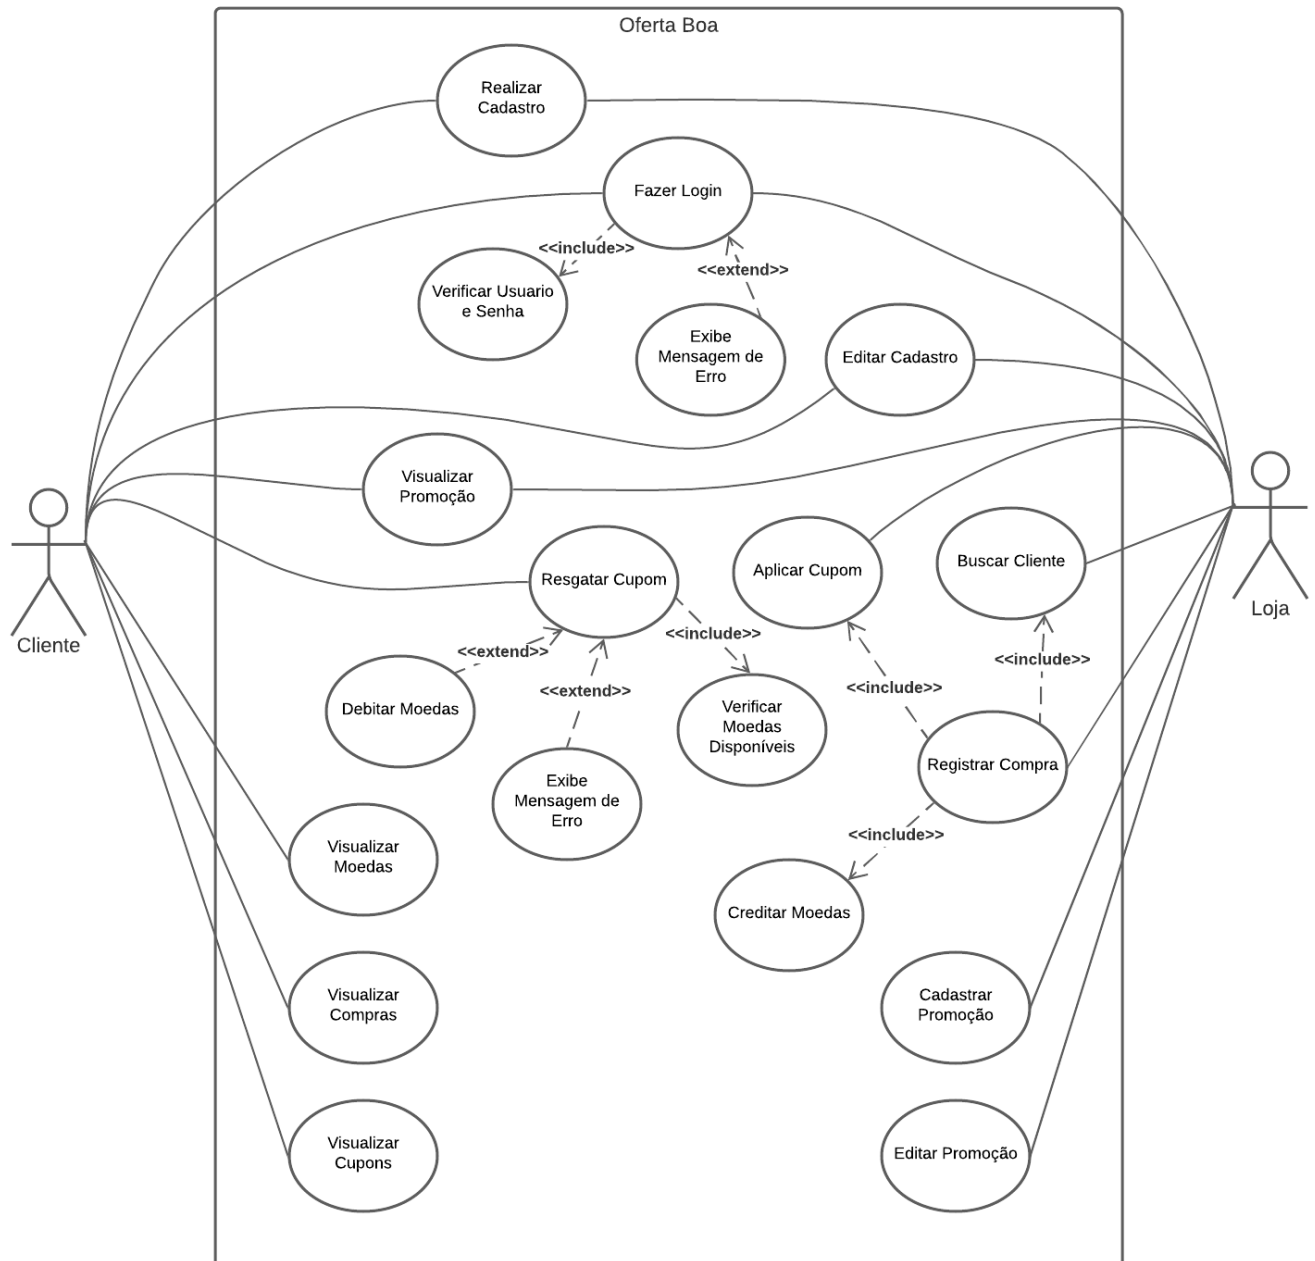 Oferta Boa
Realizar
Cadastro
Fazer Login
<<include>>
<<extend>>
Verificar Usuario
e Senha
Exibe
Mensagem de
Erro
Editar Cadastro
Visualizar
Promoção
Resgatar Cupom
Aplicar Cupom
Buscar Cliente
Cliente
Loja
<<extend>>
<<include>>
<<include>>
<<extend>>
<<include>>
Debitar Moedas
Verificar
Moedas
Disponíveis
Registrar Compra
Exibe
Mensagem de
Erro
<<include>>
Visualizar
Moedas
Creditar Moedas
Visualizar
Compras
Cadastrar
Promoção
Visualizar
Cupons
Editar Promoção